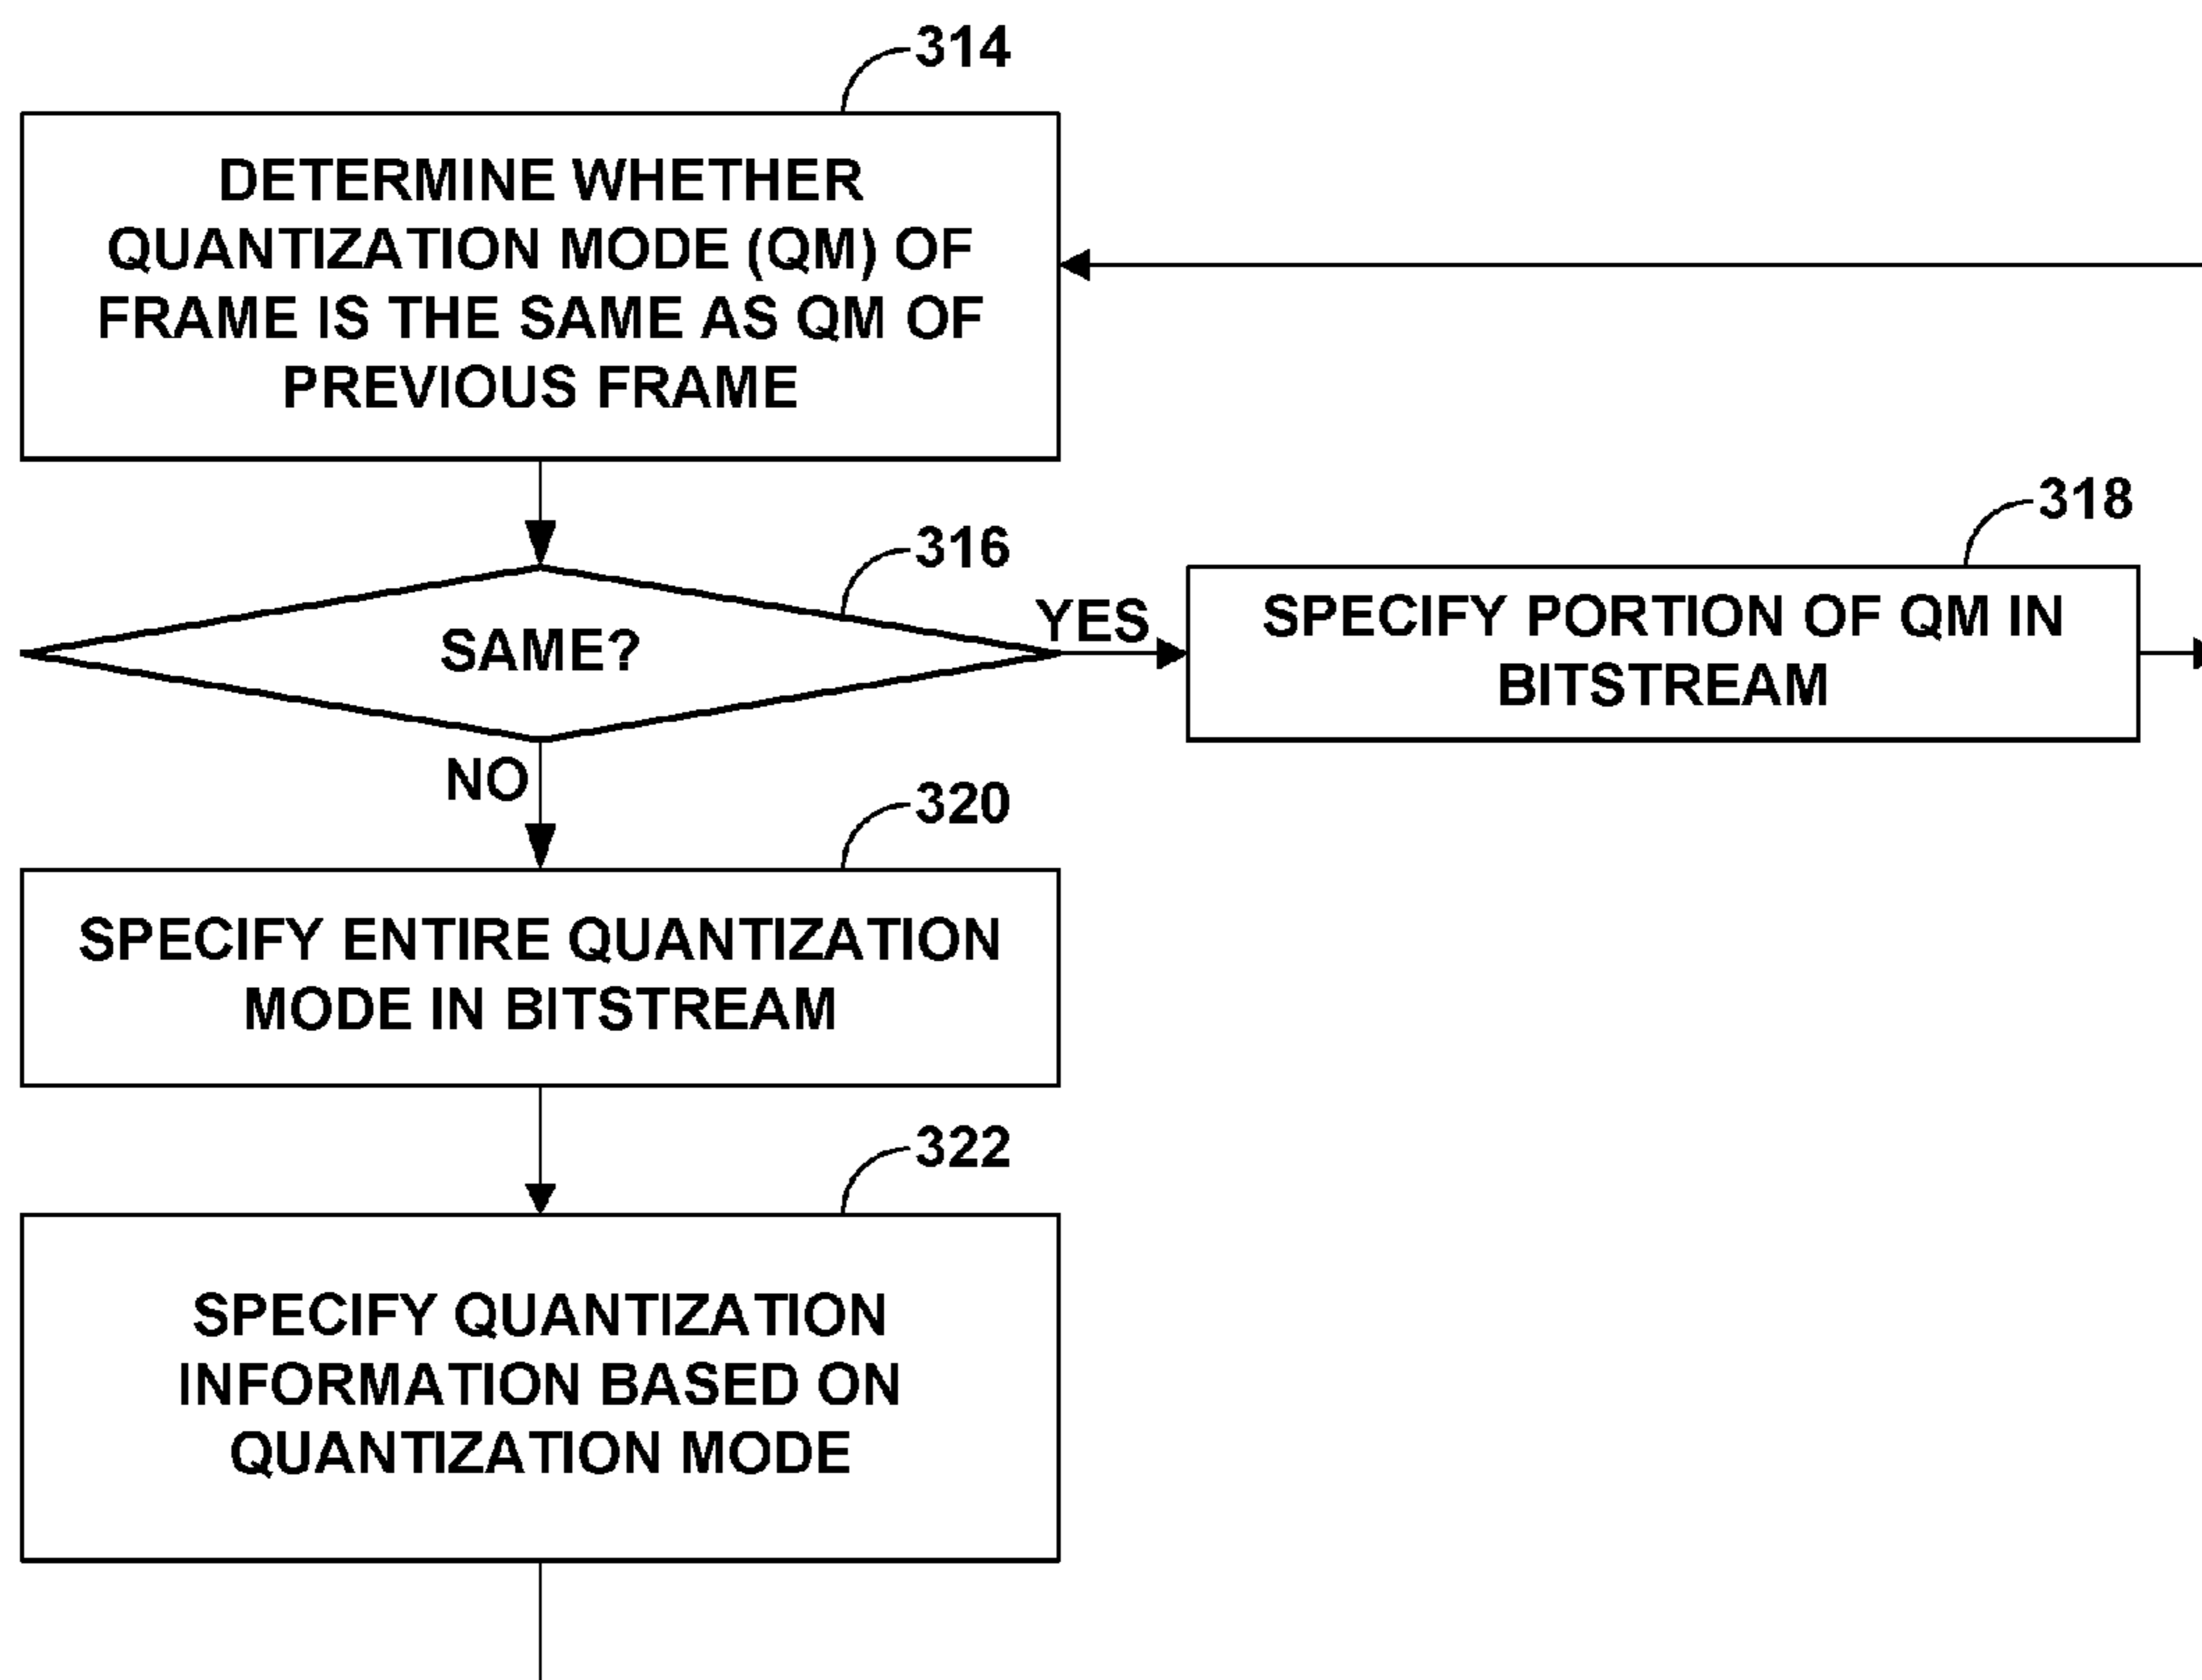 314
DETERMINE WHETHER
QUANTIZATION MODE (QM) OF
FRAME IS THE SAME AS QM OF
PREVIOUS FRAME
316
SAME?
YES
318
SPECIFY PORTION OF QM IN
BITSTREAM
NO
320
SPECIFY ENTIRE QUANTIZATION
MODE IN BITSTREAM
322
SPECIFY QUANTIZATION
INFORMATION BASED ON
QUANTIZATION MODE